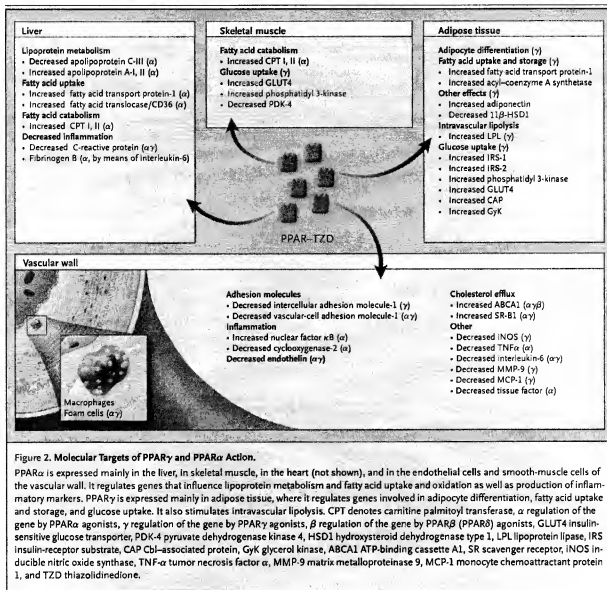 Liver
Lipoprotein metabolism
• Decreased apolipoprotein C-III (α)
• Increased apolipoprotein A-I, II (α)
Fatty acid uptake
• Increased fatty acid transport protein-1 (α)
• Increased fatty acid translocase/CD36 (α)
Fatty acid catabolism
• Increased CPT I, II (α)
Decreased inflammation
• Decreased C-reactive protein (αγ)
• Fibrinogen B (α, by means of interleukin-6)
Skeletal muscle
Fatty acid catabolism
• Increased CPT I, II (α)
Glucose uptake (γ)
• Increased GLUT4
• Increased phosphatidyl 3-kinase
• Decreased PDK-4
Adipose tissue
Adipocyte differentiation (γ)
Fatty acid uptake and storage (γ)
• Increased fatty acid transport protein-1
• Increased acyl–coenzyme A synthetase
Other effects (γ)
• Increased adiponectin
• Decreased 11β-HSD1
Intravascular lipolysis
• Increased LPL (γ)
Glucose uptake (γ)
• Increased IRS-1
• Increased IRS-2
• Increased phosphatidyl 3-kinase
• Increased GLUT4
• Increased CAP
• Increased GyK
PPAR–TZD
Vascular wall
Macrophages
Foam cells (αγ)
Adhesion molecules
• Decreased intercellular adhesion molecule-1 (γ)
• Decreased vascular-cell adhesion molecule-1 (αγ)
Inflammation
• Increased nuclear factor κB (α)
• Decreased cyclooxygenase-2 (α)
Decreased endothelin (αγ)
Cholesterol efflux
• Increased ABCA1 (αγβ)
• Increased SR-B1 (αγ)
Other
• Decreased iNOS (γ)
• Decreased TNFα (α)
• Decreased interleukin-6 (αγ)
• Decreased MMP-9 (γ)
• Decreased MCP-1 (γ)
• Decreased tissue factor (α)
Figure 2. Molecular Targets of PPARγ and PPARα Action.
PPARα is expressed mainly in the liver, in skeletal muscle, in the heart (not shown), and in the endothelial cells and smooth-muscle cells of
the vascular wall. It regulates genes that influence lipoprotein metabolism and fatty acid uptake and oxidation as well as production of inflam-
matory markers. PPARγ is expressed mainly in adipose tissue, where it regulates genes involved in adipocyte differentiation, fatty acid uptake
and storage, and glucose uptake. It also stimulates intravascular lipolysis. CPT denotes carnitine palmitoyl transferase, α regulation of the
gene by PPARα agonists, γ regulation of the gene by PPARγ agonists, β regulation of the gene by PPARβ (PPARδ) agonists, GLUT4 insulin-
sensitive glucose transporter, PDK-4 pyruvate dehydrogenase kinase 4, HSD1 hydroxysteroid dehydrogenase type 1, LPL lipoprotein lipase, IRS
insulin-receptor substrate, CAP Cbl–associated protein, GyK glycerol kinase, ABCA1 ATP-binding cassette A1, SR scavenger receptor, iNOS in-
ducible nitric oxide synthase, TNF-α tumor necrosis factor α, MMP-9 matrix metalloproteinase 9, MCP-1 monocyte chemoattractant protein
1, and TZD thiazolidinedione.